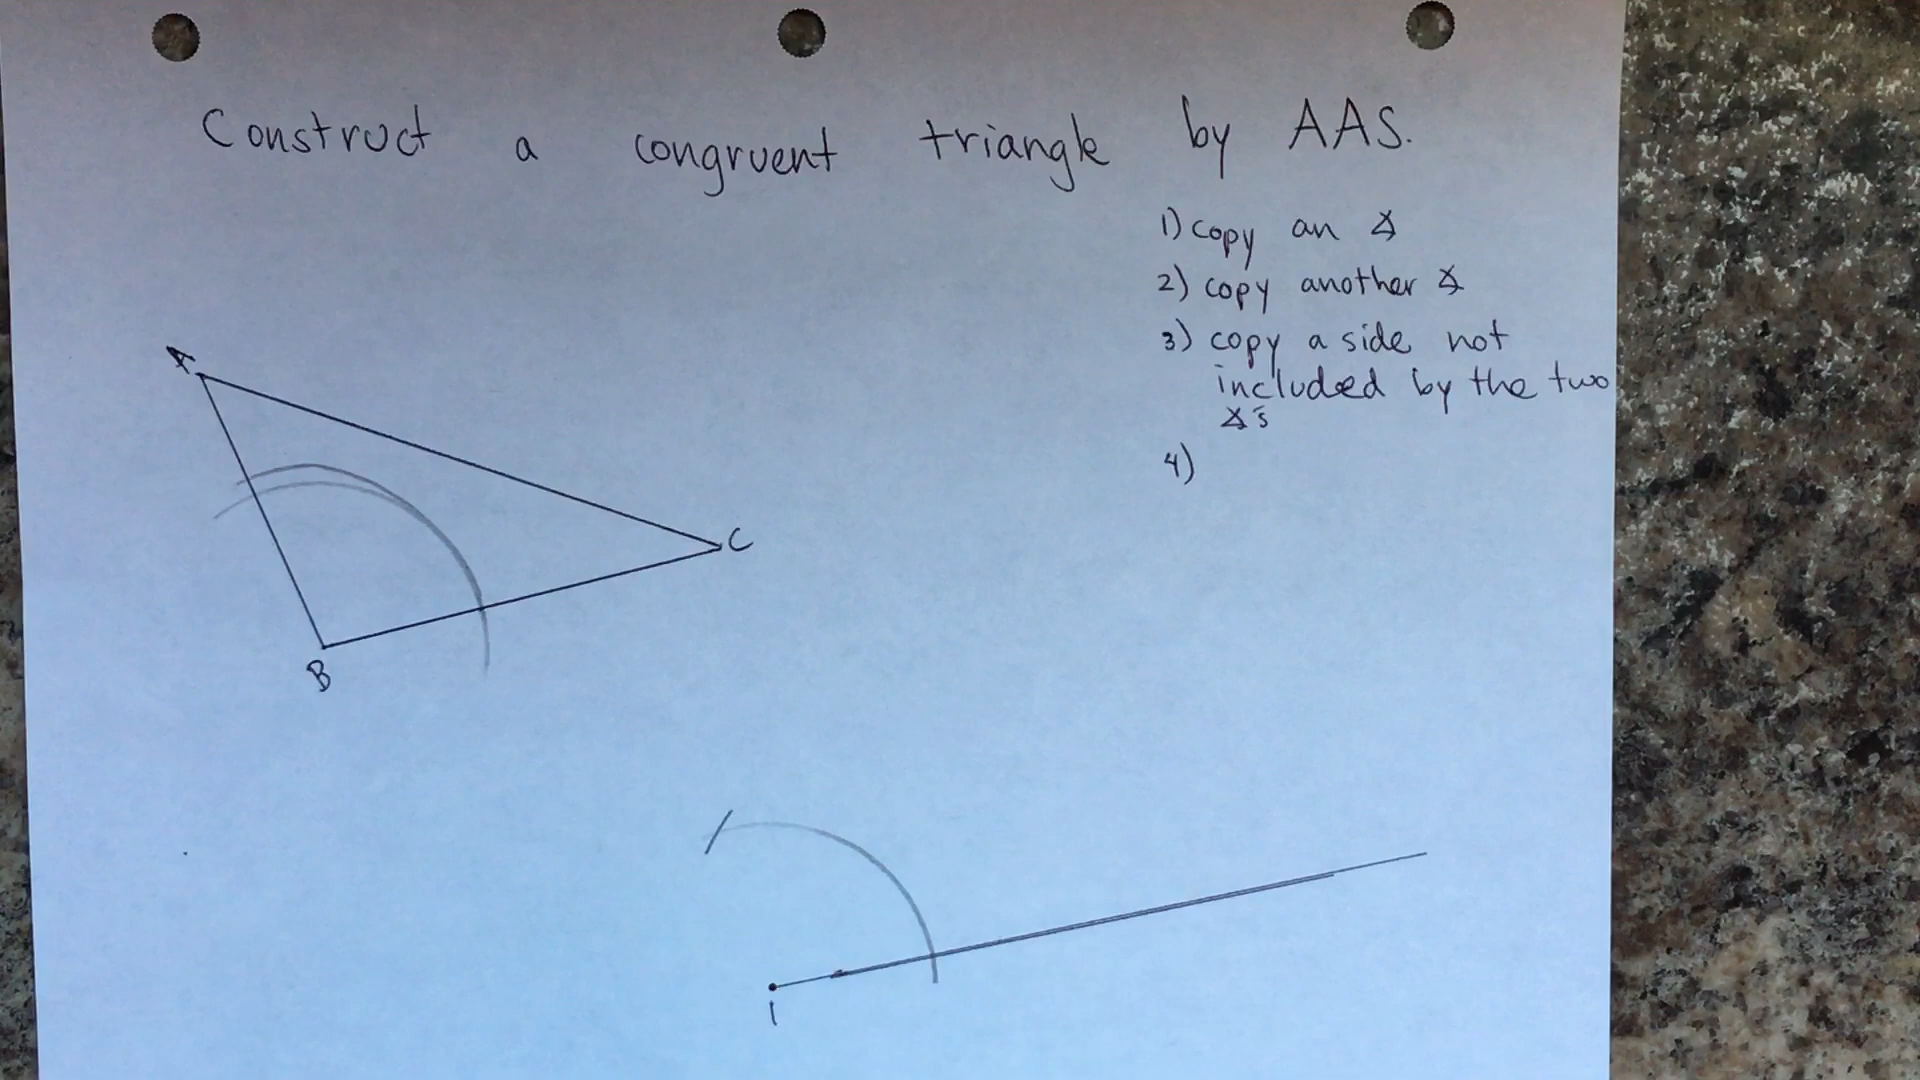 Construct a congruent triangle by AAS.
1) copy an ∡
2) copy another ∡
3) copy a side not
included by the two
∡'s
4)
A
C
B
1